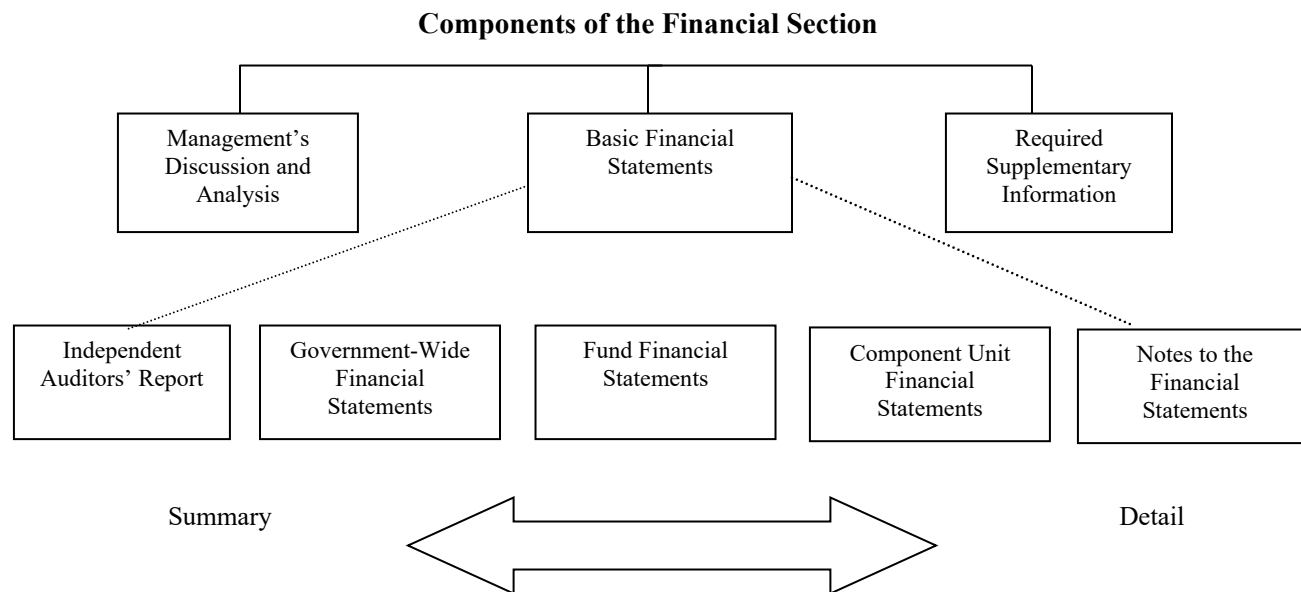 Components of the Financial Section
Management’s
Discussion and
Analysis
Basic Financial
Statements
Required
Supplementary
Information
Independent
Auditors’ Report
Government-Wide
Financial
Statements
Fund Financial
Statements
Component Unit
Financial
Statements
Notes to the
Financial
Statements
Summary
Detail